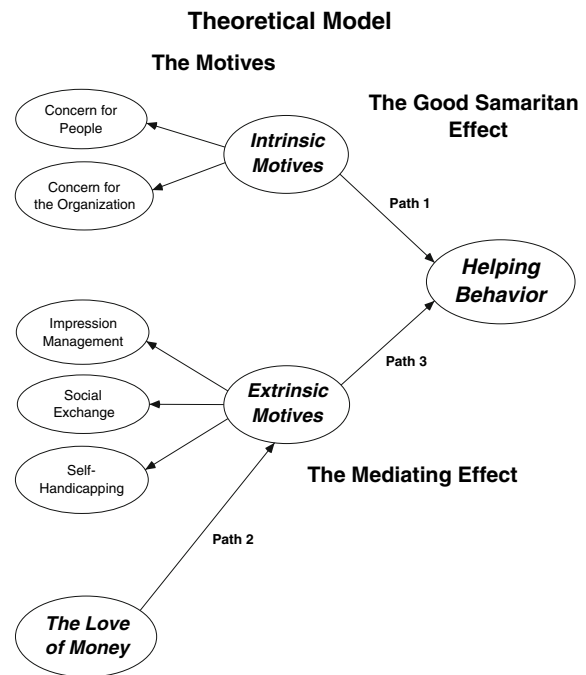 Theoretical Model
The Motives
The Good Samaritan
Effect
Concern for
People
Intrinsic
Motives
Concern for
the Organization
Path 1
Helping
Behavior
Impression
Management
Path 3
Social
Exchange
Extrinsic
Motives
Self-
Handicapping
The Mediating Effect
Path 2
The Love
of Money